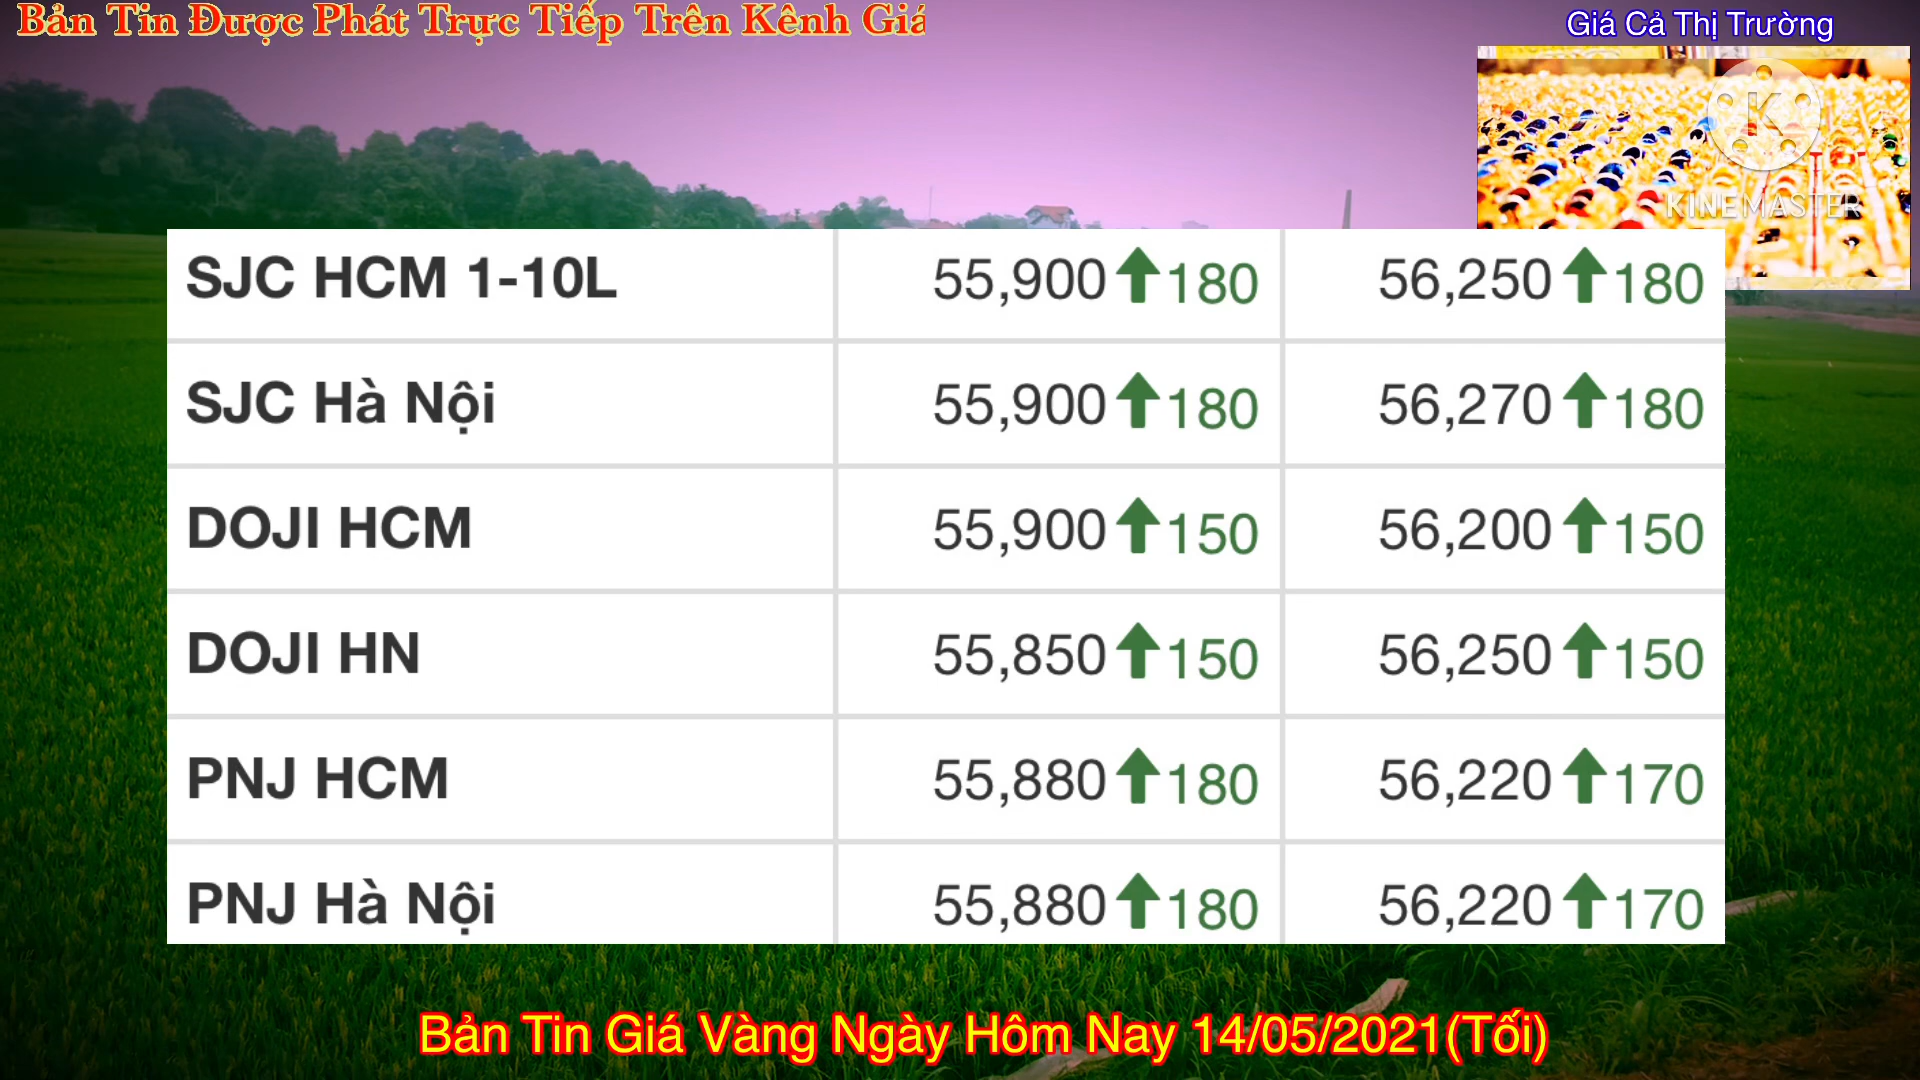 Bản Tin Được Phát Trực Tiếp Trên Kênh Giá
Giá Cả Thị Trường
K
KINEMASTER
SJC HCM 1-10L 55,900 180 56,250 180
SJC Hà Nội 55,900 180 56,270 180
DOJI HCM 55,900 150 56,200 150
DOJI HN 55,850 150 56,250 150
PNJ HCM 55,880 180 56,220 170
PNJ Hà Nội 55,880 180 56,220 170
Bản Tin Giá Vàng Ngày Hôm Nay 14/05/2021(Tối)